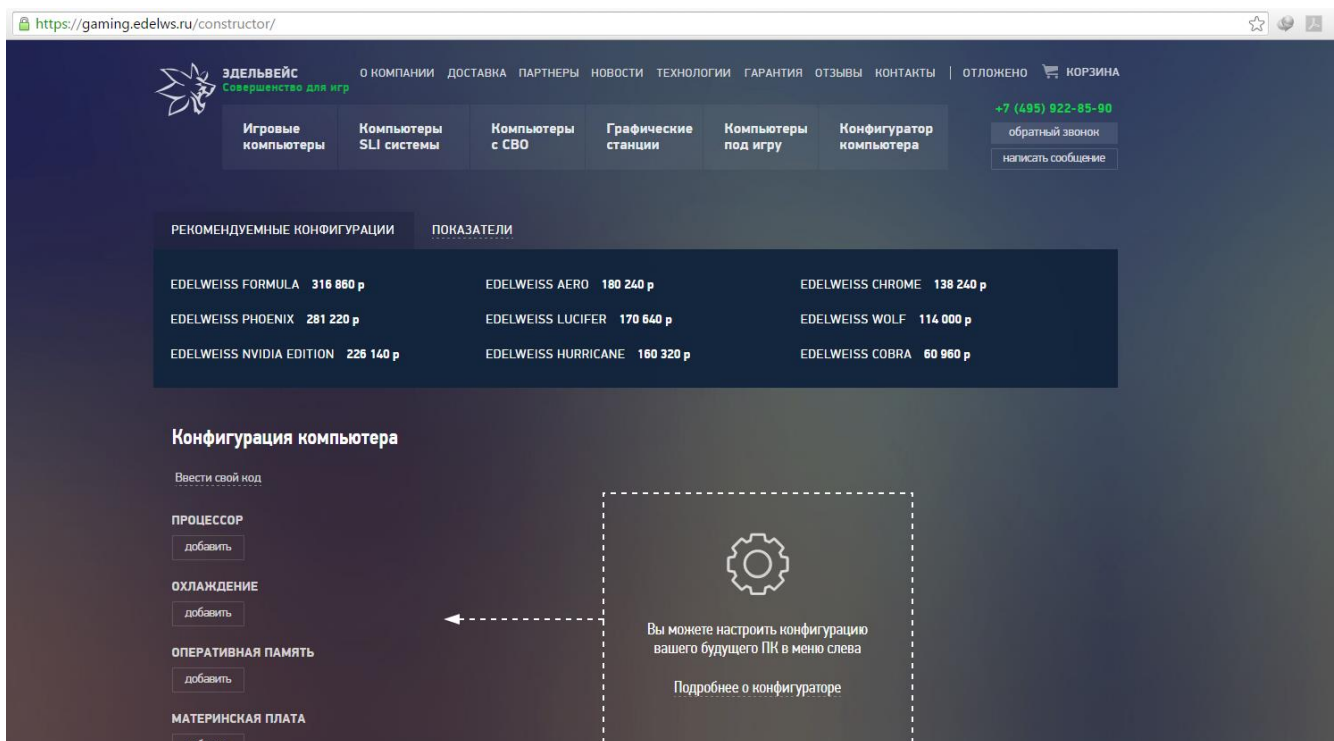 https://gaming.edelws.ru/constructor/
ЭДЕЛЬВЕЙС
Совершенство для игр
О КОМПАНИИ ДОСТАВКА ПАРТНЕРЫ НОВОСТИ ТЕХНОЛОГИИ ГАРАНТИЯ ОТЗЫВЫ КОНТАКТЫ | ОТЛОЖЕНО КОРЗИНА
+7 (495) 922-85-90
обратный звонок
написать сообщение
Игровые компьютеры
Компьютеры SLI системы
Компьютеры с СВО
Графические станции
Компьютеры под игру
Конфигуратор компьютера
РЕКОМЕНДУЕМНЫЕ КОНФИГУРАЦИИ ПОКАЗАТЕЛИ
EDELWEISS FORMULA 316 860 р EDELWEISS AERO 180 240 р EDELWEISS CHROME 138 240 р
EDELWEISS PHOENIX 281 220 р EDELWEISS LUCIFER 170 640 р EDELWEISS WOLF 114 000 р
EDELWEISS NVIDIA EDITION 226 140 р EDELWEISS HURRICANE 160 320 р EDELWEISS COBRA 60 960 р
Конфигурация компьютера
Ввести свой код
ПРОЦЕССОР
добавить
ОХЛАЖДЕНИЕ
добавить
ОПЕРАТИВНАЯ ПАМЯТЬ
добавить
МАТЕРИНСКАЯ ПЛАТА
Вы можете настроить конфигурацию
вашего будущего ПК в меню слева
Подробнее о конфигураторе